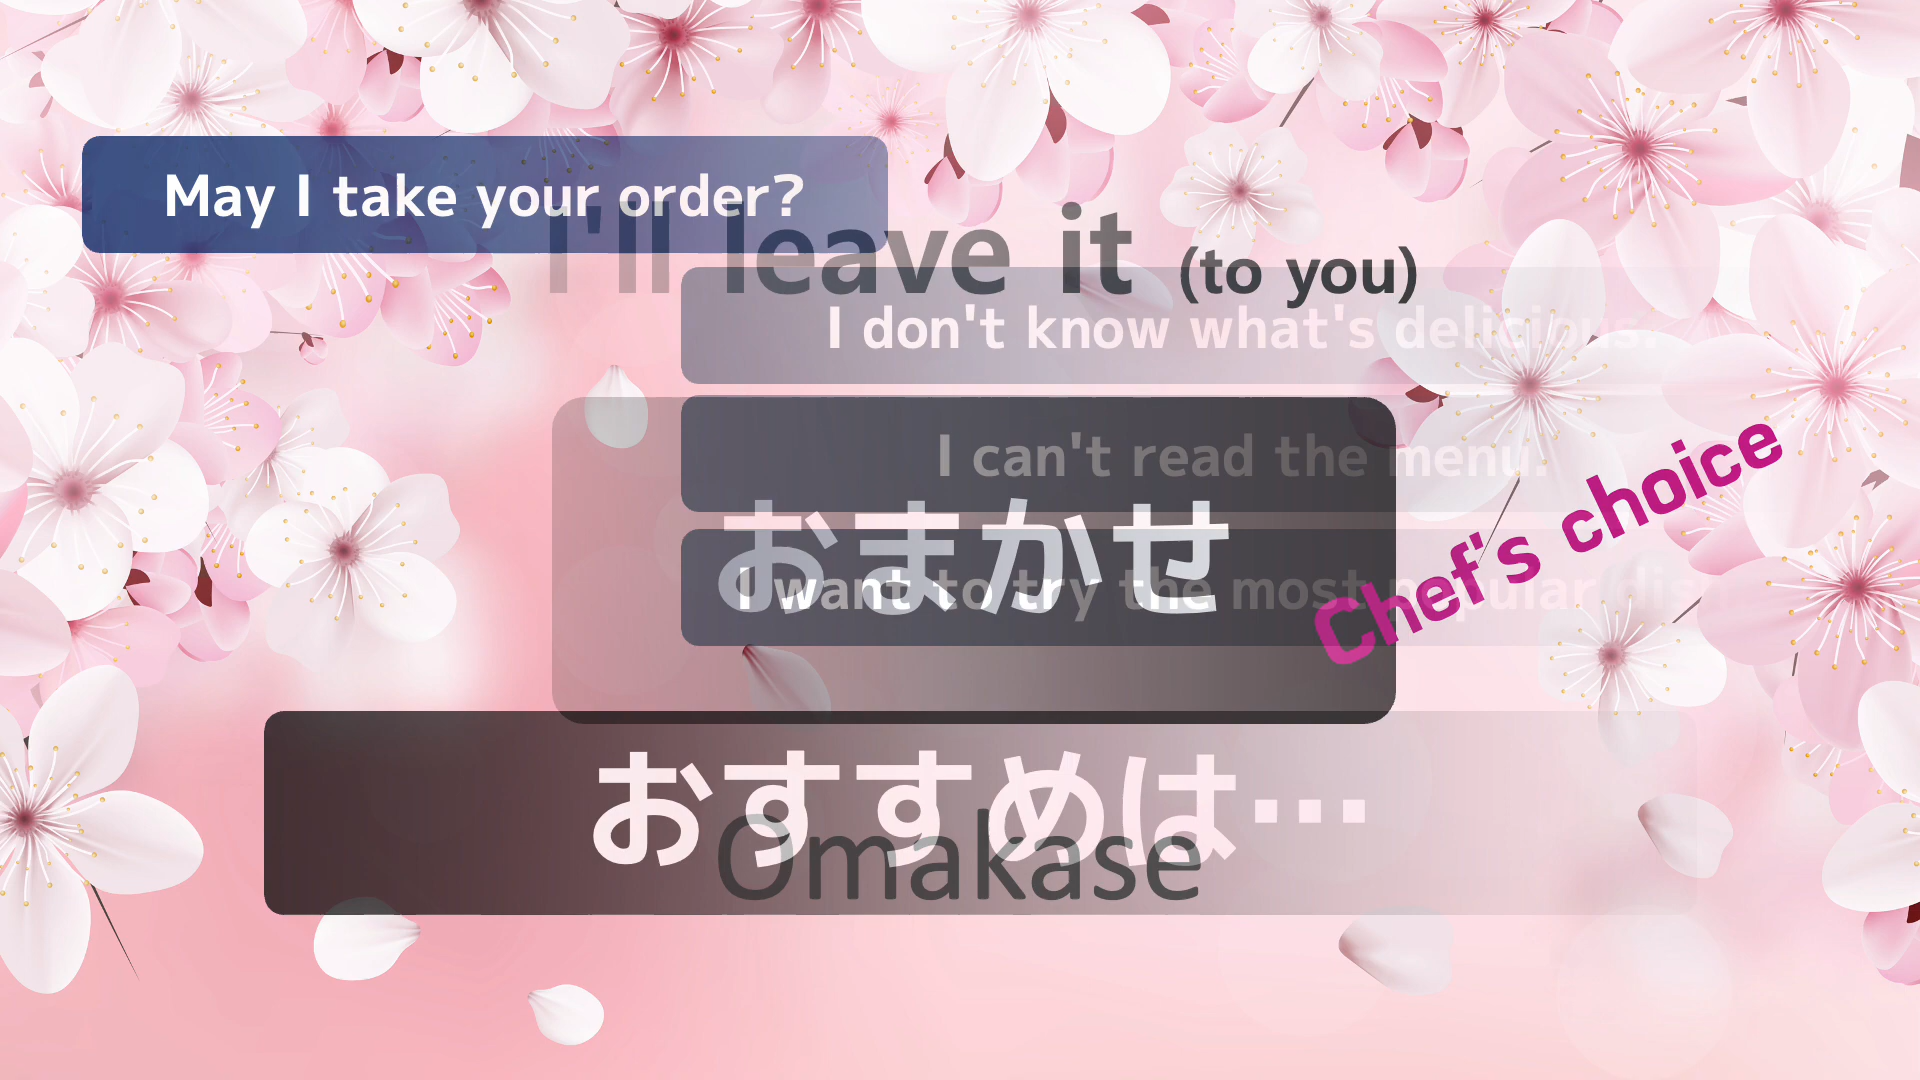 May I take your order?
I'll leave it (to you)
I don't know what's delicious.
I can't read the menu.
おまかせ
I want to try the most popular
Chef's choice
おすすめは…
Omakase